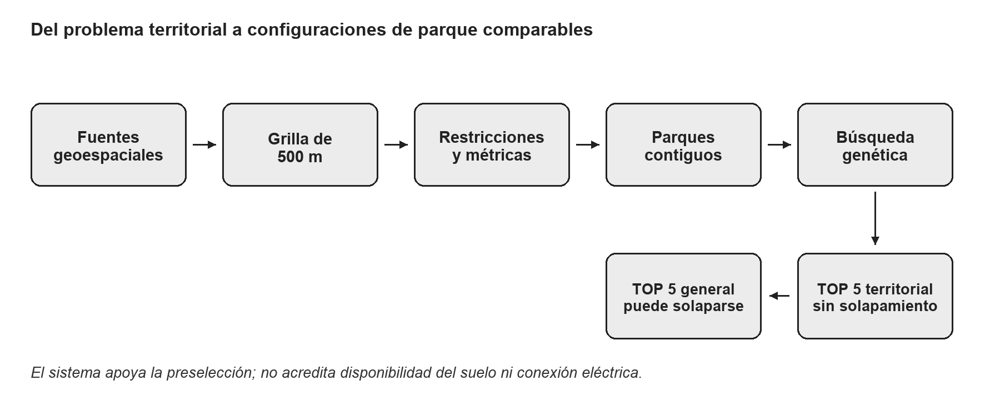 Del problema territorial a configuraciones de parque comparables
Fuentes
geoespaciales
Grilla de
500 m
Restricciones
y métricas
Parques
contiguos
Búsqueda
genética
TOP 5 general
puede solaparse
TOP 5 territorial
sin solapamiento
El sistema apoya la preselección; no acredita disponibilidad del suelo ni conexión eléctrica.